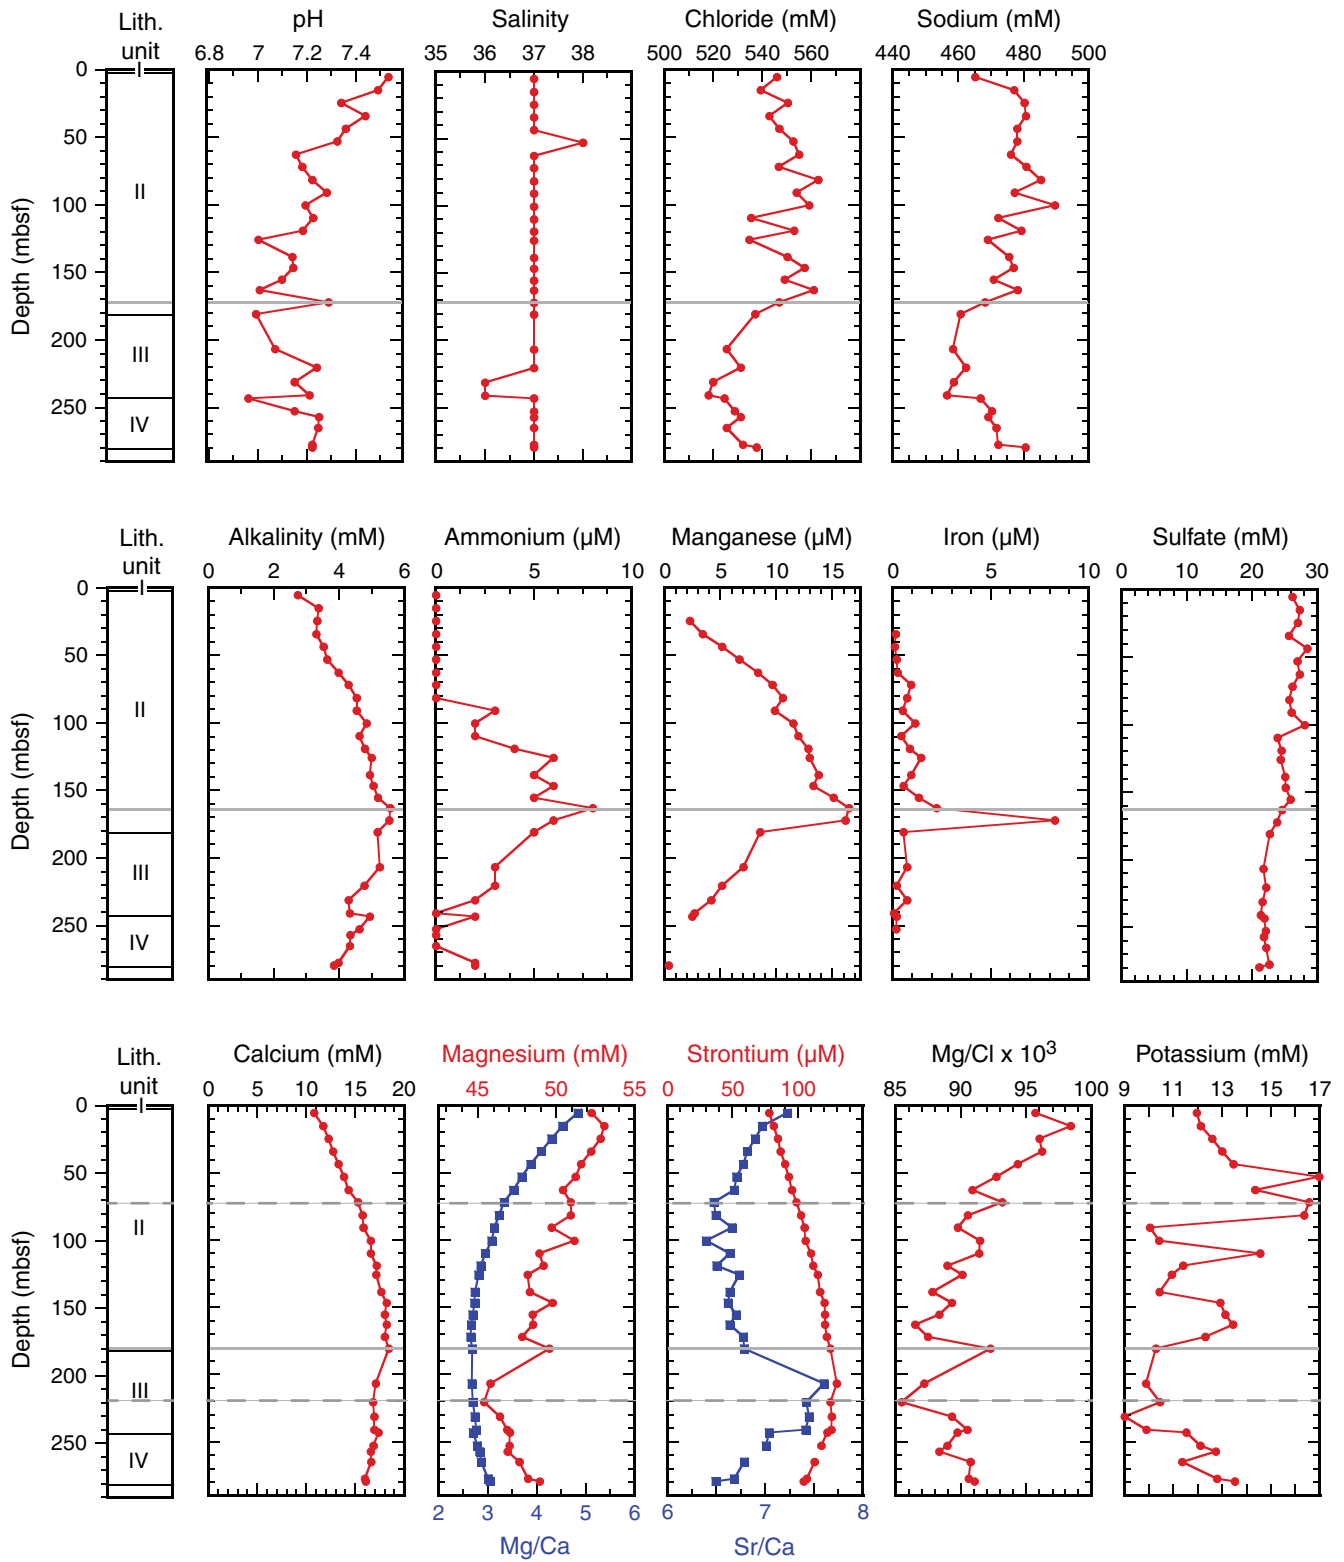 Lith. unit
pH
Salinity
Chloride (mM)
Sodium (mM)
6.8 7 7.2 7.4
35 36 37 38
500 520 540 560
440 460 480 500
Depth (mbsf)
0
50
100
150
200
250
I
II
III
IV
Lith. unit
Alkalinity (mM)
Ammonium (µM)
Manganese (µM)
Iron (µM)
Sulfate (mM)
0 2 4 6
0 5 10
0 5 10 15
0 5 10
0 10 20 30
Depth (mbsf)
0
50
100
150
200
250
I
II
III
IV
Lith. unit
Calcium (mM)
Magnesium (mM)
Strontium (µM)
Mg/Cl x 10³
Potassium (mM)
0 5 10 15 20
45 50 55
0 50 100
85 90 95 100
9 11 13 15 17
Depth (mbsf)
0
50
100
150
200
250
I
II
III
IV
2 3 4 5 6
Mg/Ca
6 7 8
Sr/Ca